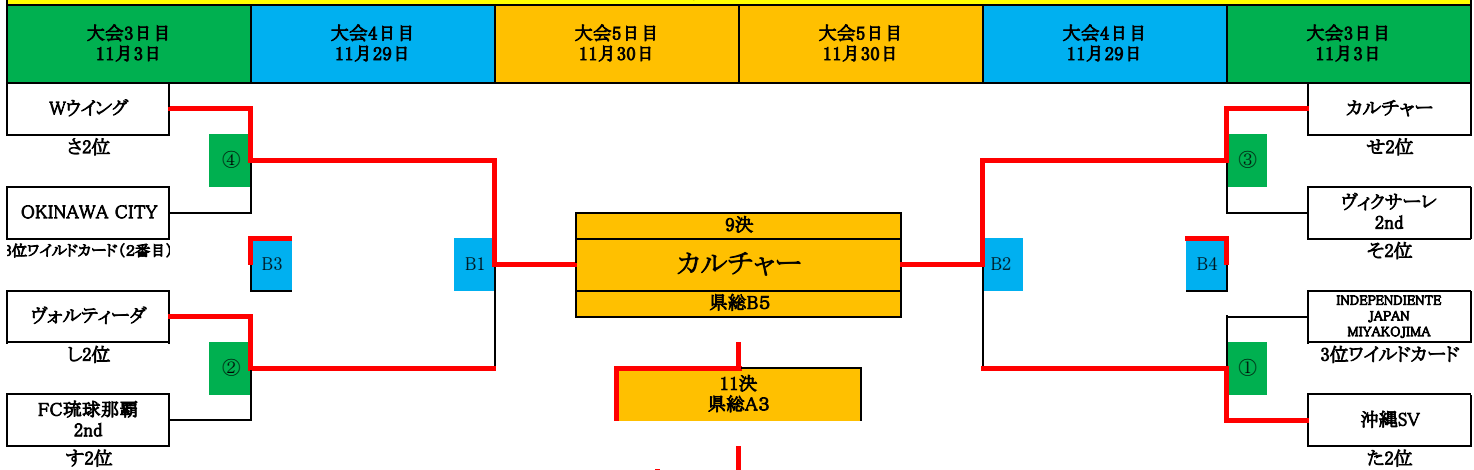 大会3日目
11月3日
大会4日目
11月29日
大会5日目
11月30日
大会5日目
11月30日
大会4日目
11月29日
大会3日目
11月3日
Wウイング
さ2位
④
OKINAWA CITY
3位ワイルドカード(2番目)
B3
B1
ヴォルティーダ
し2位
②
FC琉球那覇
2nd
す2位
9決
カルチャー
県総B5
11決
県総A3
カルチャー
せ2位
③
ヴィクサーレ
2nd
そ2位
B2
B4
INDEPENDIENTE
JAPAN
MIYAKOJIMA
3位ワイルドカード
①
沖縄SV
た2位